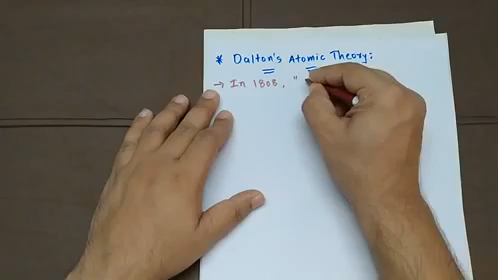 * Dalton's Atomic Theory:
→ In 1808, "